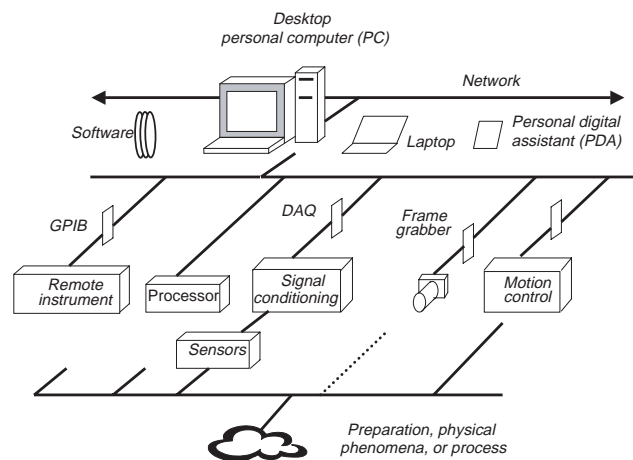 Desktop
personal computer (PC)
Network
Software
Laptop
Personal digital
assistant (PDA)
GPIB
DAQ
Frame
grabber
Remote
instrument
Processor
Signal
conditioning
Motion
control
Sensors
Preparation, physical
phenomena, or process